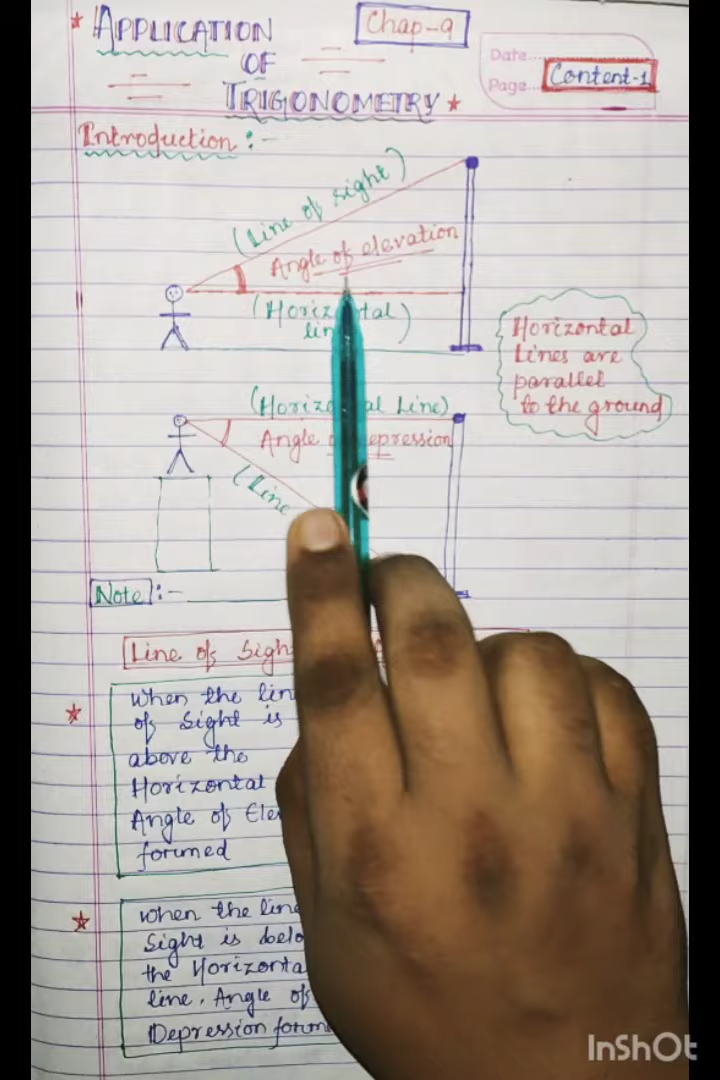 APPLICATION
OF
TRIGONOMETRY
Chap-9
Date
Page
Content-1
Introduction :-
(Line of sight)
Angle of elevation
(Horiz tal
lin )
Horizontal
Lines are
parallel
to the ground
(Horizo al Line)
Angle of Depression
(Line
Note :-
Line of Sigh
When the lin
of Sight is
above the
Horizontal
Angle of Ele
formed
When the line
Sight is belo
the Horizonta
line. Angle of
Depression forme
InShOt